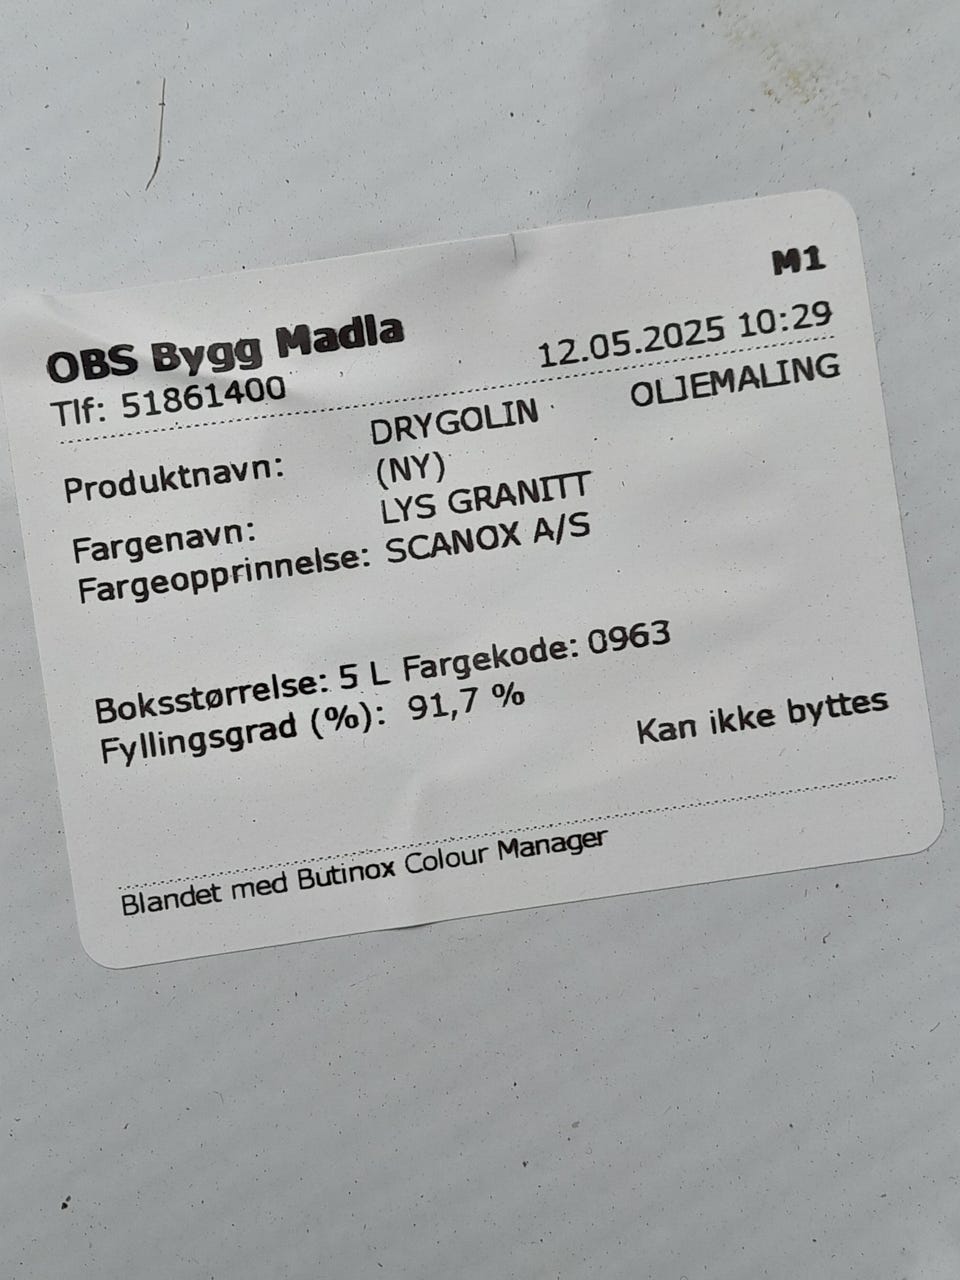 M1
OBS Bygg Madla
Tlf: 51861400 12.05.2025 10:29
Produktnavn: DRYGOLIN OLJEMALING
(NY)
Fargenavn: LYS GRANITT
Fargeopprinnelse: SCANOX A/S
Boksstørrelse: 5 L Fargekode: 0963
Fyllingsgrad (%): 91,7 %
Kan ikke byttes
Blandet med Butinox Colour Manager